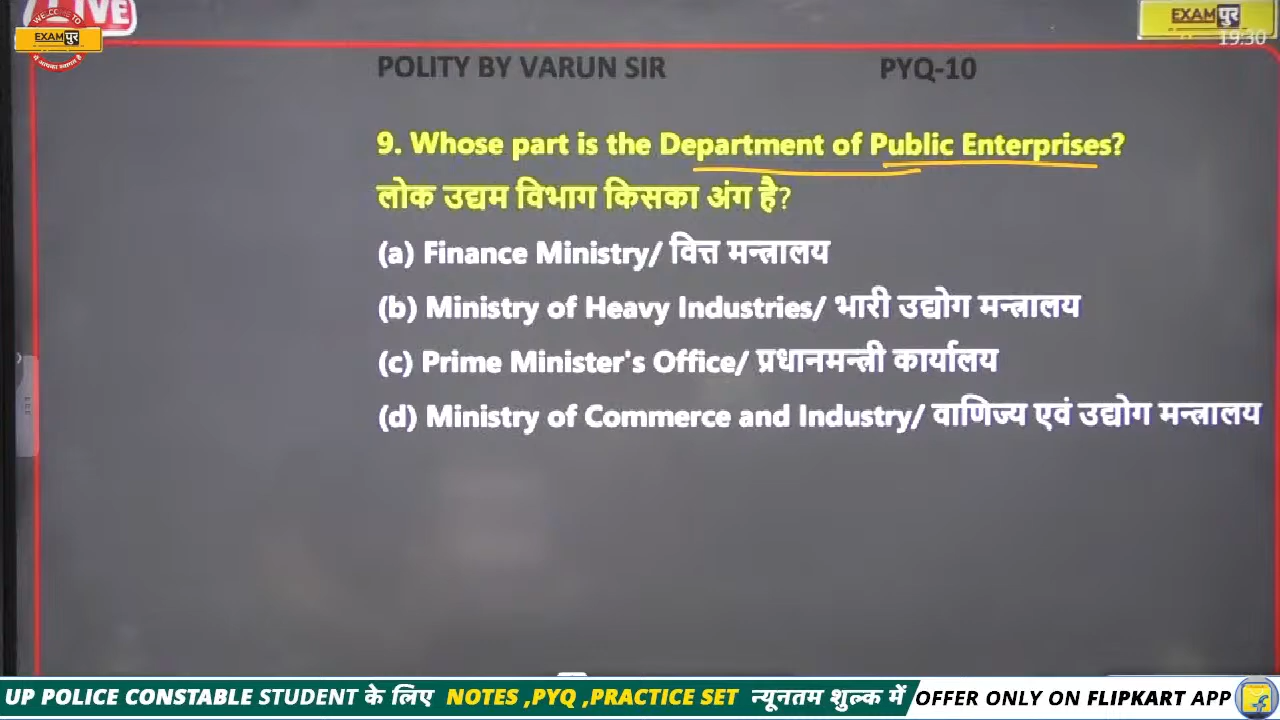 LIVE
WELCOME TO
EXAMपुर
EXAMपुर
19:30
POLITY BY VARUN SIR PYQ-10
9. Whose part is the Department of Public Enterprises?
लोक उद्यम विभाग किसका अंग है?
(a) Finance Ministry/ वित्त मन्त्रालय
(b) Ministry of Heavy Industries/ भारी उद्योग मन्त्रालय
(c) Prime Minister's Office/ प्रधानमन्त्री कार्यालय
(d) Ministry of Commerce and Industry/ वाणिज्य एवं उद्योग मन्त्रालय
UP POLICE CONSTABLE STUDENT के लिए NOTES ,PYQ ,PRACTICE SET न्यूनतम शुल्क में OFFER ONLY ON FLIPKART APP